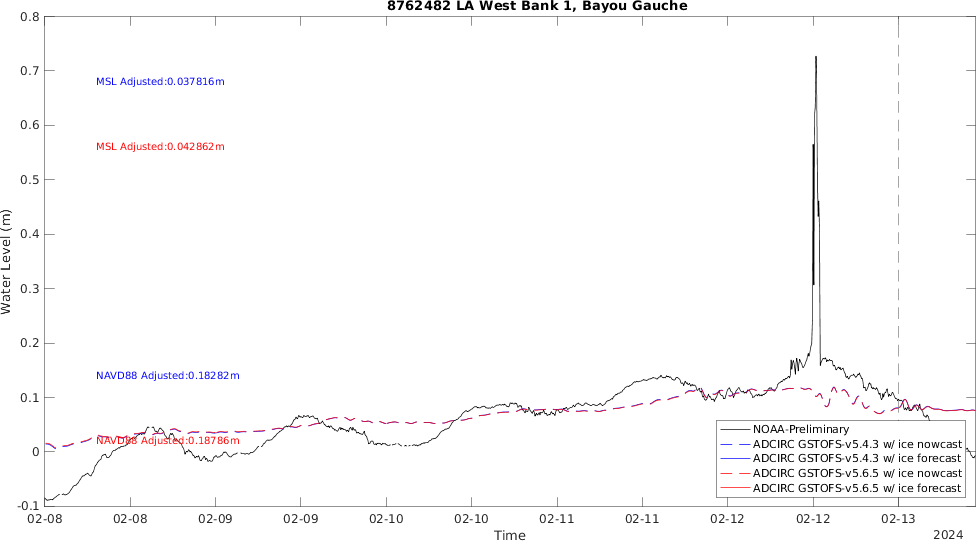 8762482 LA West Bank 1, Bayou Gauche
0.8
0.7
MSL Adjusted:0.037816m
0.6
MSL Adjusted:0.042862m
0.5
0.4
Water Level (m)
0.3
0.2
NAVD88 Adjusted:0.18282m
0.1
NAVD88 Adjusted:0.18786m
0
-0.1
NOAA-Preliminary
ADCIRC GSTOFS-v5.4.3 w/ ice nowcast
ADCIRC GSTOFS-v5.4.3 w/ ice forecast
ADCIRC GSTOFS-v5.6.5 w/ ice nowcast
ADCIRC GSTOFS-v5.6.5 w/ ice forecast
02-08 02-08 02-09 02-09 02-10 02-10 02-11 02-11 02-12 02-12 02-13
Time
2024